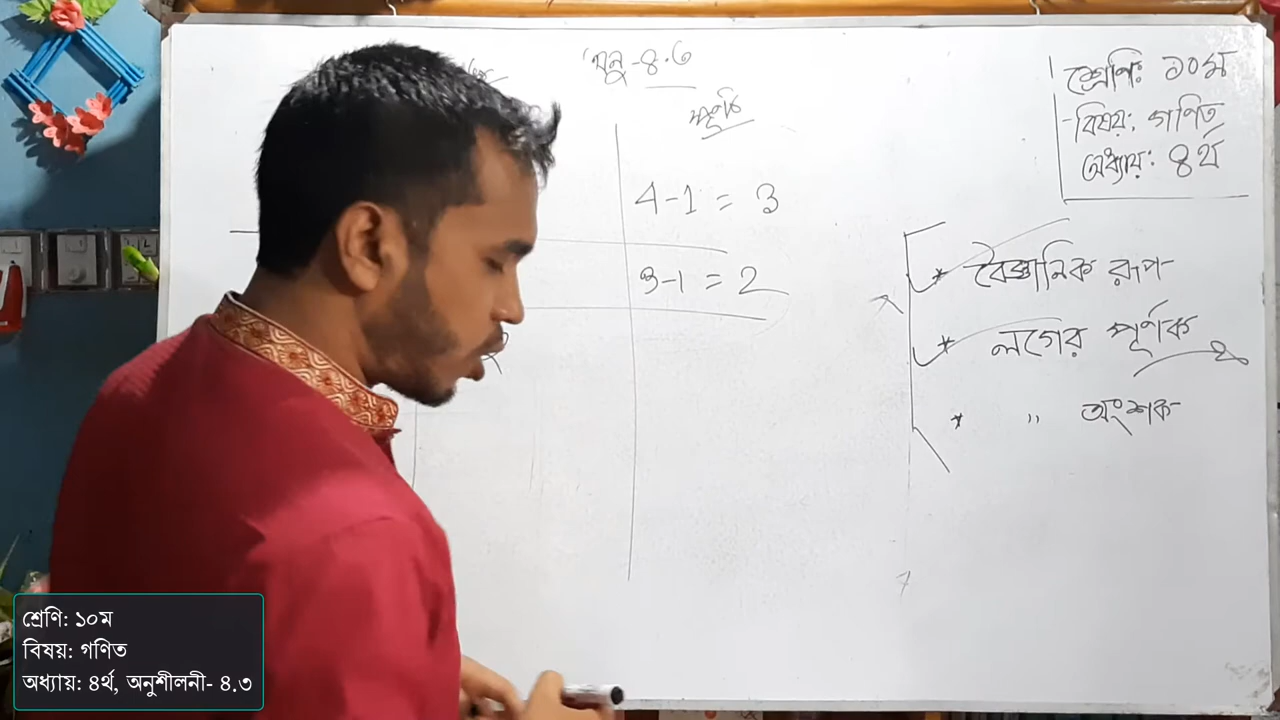 অনু-৪.৩
পূর্ণক
4-1 = 3
3-1 = 2
শ্রেণি: ১০ম
বিষয়: গণিত
অধ্যায়: ৪র্থ
* বৈজ্ঞানিক রূপ
* লগের পূর্ণক
* " অংশক
শ্রেণি: ১০ম
বিষয়: গণিত
অধ্যায়: ৪র্থ, অনুশীলনী- ৪.৩